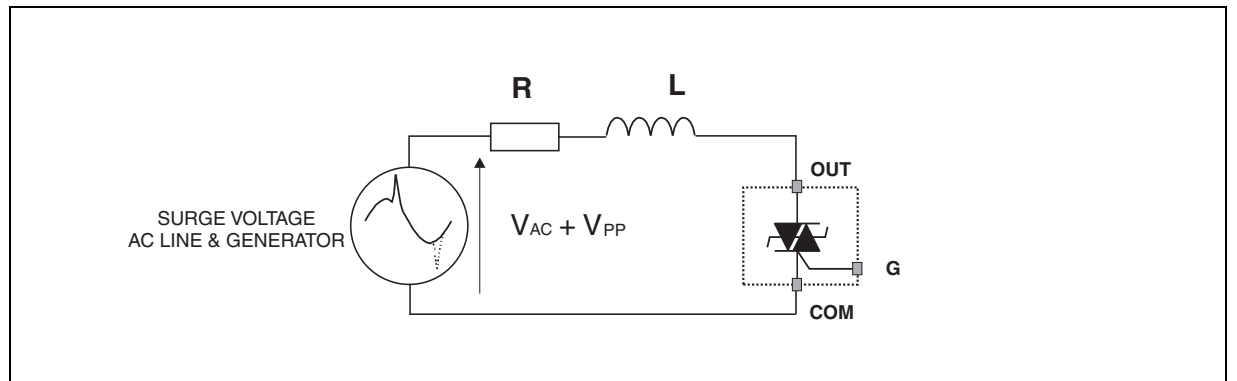 R
L
OUT
SURGE VOLTAGE
AC LINE & GENERATOR
VAC + VPP
G
COM